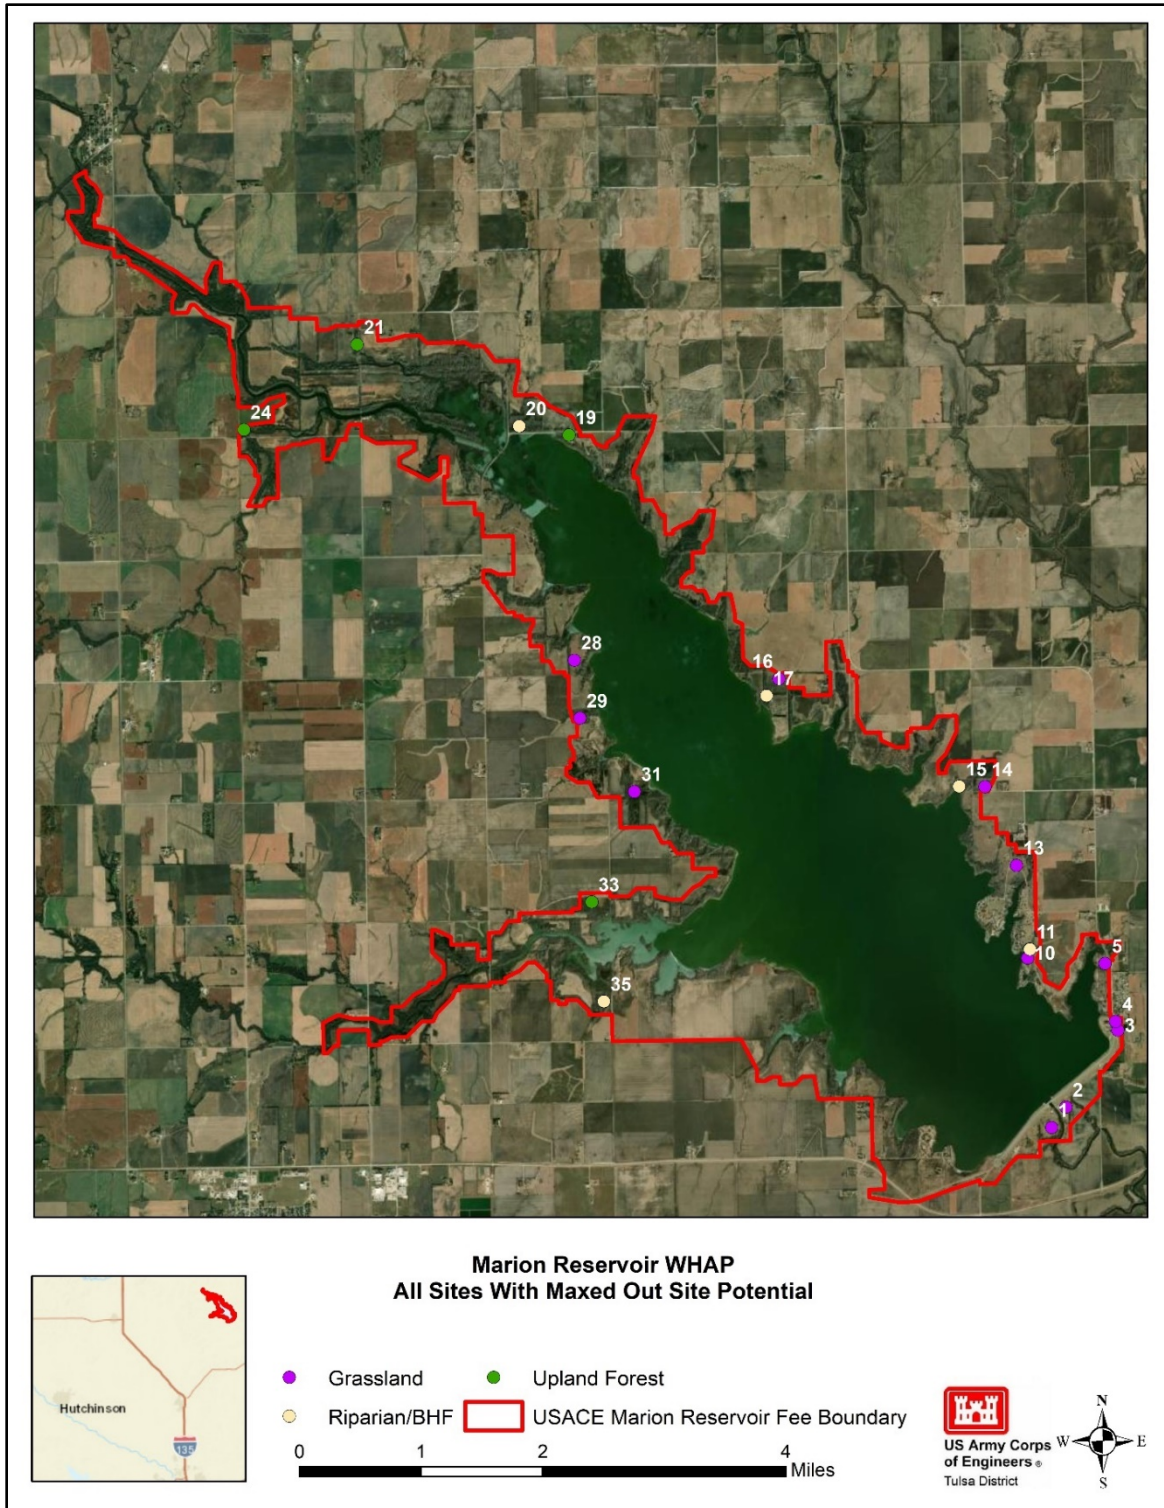 21
24
20
19
28
16
17
29
31
15
14
13
33
11
10
5
35
4
3
2
1
Marion Reservoir WHAP
All Sites With Maxed Out Site Potential
Grassland
Upland Forest
Riparian/BHF
USACE Marion Reservoir Fee Boundary
0 1 2 4
Miles
Hutchinson
135
US Army Corps
of Engineers ®
Tulsa District
N
W E
S